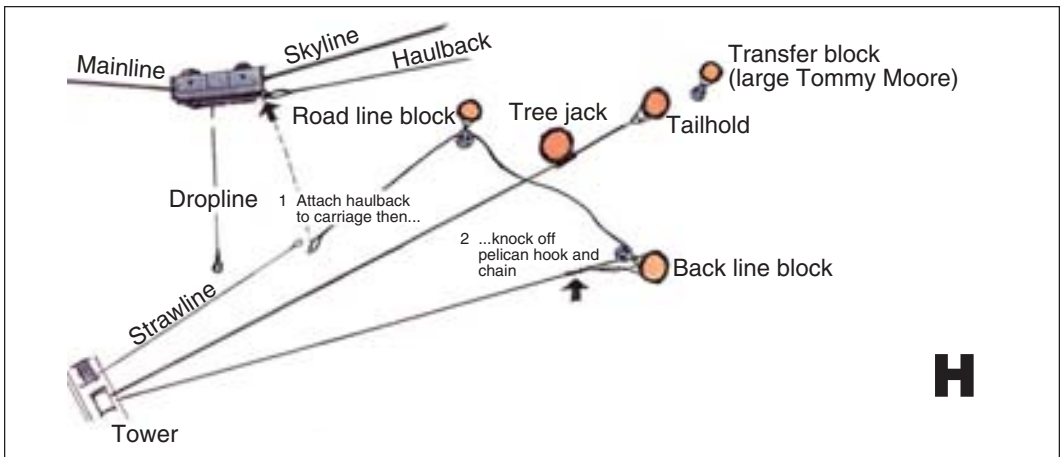 Skyline
Haulback
Mainline
Transfer block
(large Tommy Moore)
Road line block
Tree jack
Tailhold
Dropline
1 Attach haulback
to carriage then...
2 ...knock off
pelican hook and
chain
Back line block
Strawline
Tower
H